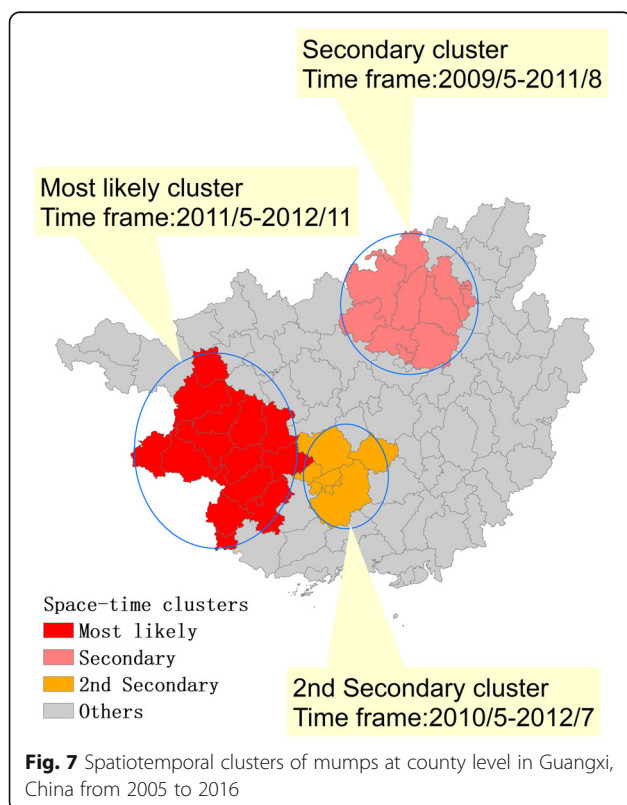 Secondary cluster
Time frame:2009/5-2011/8
Most likely cluster
Time frame:2011/5-2012/11
Space-time clusters
Most likely
Secondary
2nd Secondary
Others
2nd Secondary cluster
Time frame:2010/5-2012/7
Fig. 7 Spatiotemporal clusters of mumps at county level in Guangxi,
China from 2005 to 2016